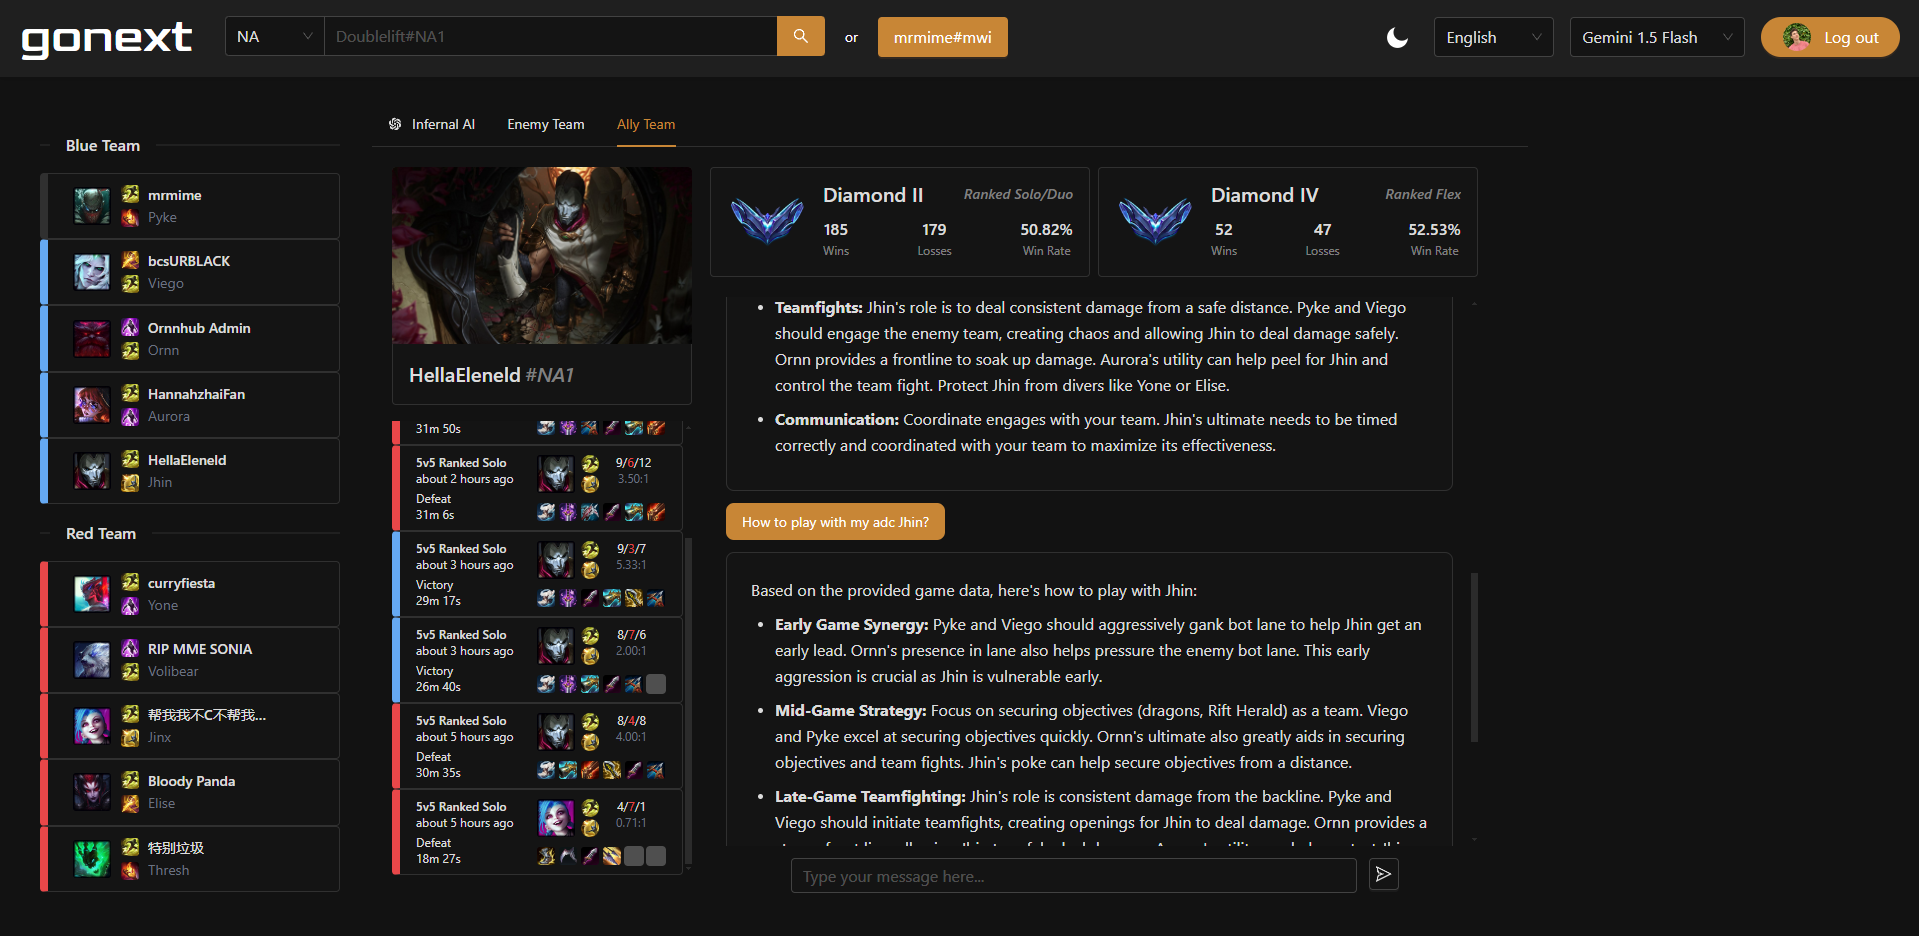 gonext
NA
Doublelift#NA1
or
mrmime#mwi
English
Gemini 1.5 Flash
Log out
Blue Team
mrmime
Pyke
bcsURBLACK
Viego
Ornnhub Admin
Ornn
HannahzhaiFan
Aurora
HellaEleneld
Jhin
Red Team
curryfiesta
Yone
RIP MME SONIA
Volibear
帮我我不C不帮我...
Jinx
Bloody Panda
Elise
特别垃圾
Thresh
Infernal AI
Enemy Team
Ally Team
HellaEleneld #NA1
31m 50s
5v5 Ranked Solo
about 2 hours ago
Defeat
31m 6s
9/6/12
3.50:1
5v5 Ranked Solo
about 3 hours ago
Victory
29m 17s
9/3/7
5.33:1
5v5 Ranked Solo
about 3 hours ago
Victory
26m 40s
8/7/6
2.00:1
5v5 Ranked Solo
about 5 hours ago
Defeat
30m 35s
8/4/8
4.00:1
5v5 Ranked Solo
about 5 hours ago
Defeat
18m 27s
4/7/1
0.71:1
Diamond II
Ranked Solo/Duo
185 179 50.82%
Wins Losses Win Rate
Diamond IV
Ranked Flex
52 47 52.53%
Wins Losses Win Rate
• Teamfights: Jhin's role is to deal consistent damage from a safe distance. Pyke and Viego
should engage the enemy team, creating chaos and allowing Jhin to deal damage safely.
Ornn provides a frontline to soak up damage. Aurora's utility can help peel for Jhin and
control the team fight. Protect Jhin from divers like Yone or Elise.
• Communication: Coordinate engages with your team. Jhin's ultimate needs to be timed
correctly and coordinated with your team to maximize its effectiveness.
How to play with my adc Jhin?
Based on the provided game data, here's how to play with Jhin:
• Early Game Synergy: Pyke and Viego should aggressively gank bot lane to help Jhin get an
early lead. Ornn's presence in lane also helps pressure the enemy bot lane. This early
aggression is crucial as Jhin is vulnerable early.
• Mid-Game Strategy: Focus on securing objectives (dragons, Rift Herald) as a team. Viego
and Pyke excel at securing objectives quickly. Ornn's ultimate also greatly aids in securing
objectives and team fights. Jhin's poke can help secure objectives from a distance.
• Late-Game Teamfighting: Jhin's role is consistent damage from the backline. Pyke and
Viego should initiate teamfights, creating openings for Jhin to deal damage. Ornn provides a
Type your message here...